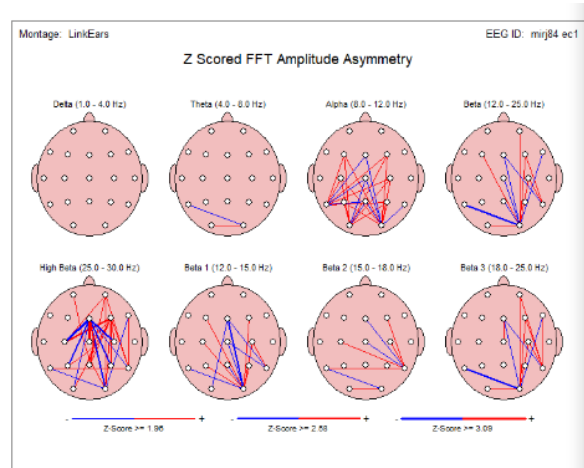 Montage: LinkEars EEG ID: mirj84 ec1
Z Scored FFT Amplitude Asymmetry
Delta (1.0 - 4.0 Hz) Theta (4.0 - 8.0 Hz) Alpha (8.0 - 12.0 Hz) Beta (12.0 - 25.0 Hz)
High Beta (25.0 - 30.0 Hz) Beta 1 (12.0 - 15.0 Hz) Beta 2 (15.0 - 18.0 Hz) Beta 3 (18.0 - 25.0 Hz)
- + - + - +
Z-Score >= 1.96 Z-Score >= 2.58 Z-Score >= 3.09